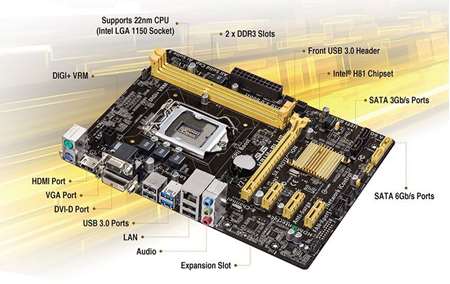 Supports 22nm CPU
(Intel LGA 1150 Socket)
2 x DDR3 Slots
Front USB 3.0 Header
DIGI+ VRM
Intel® H81 Chipset
SATA 3Gb/s Ports
HDMI Port
VGA Port
DVI-D Port
USB 3.0 Ports
LAN
Audio
Expansion Slot
SATA 6Gb/s Ports